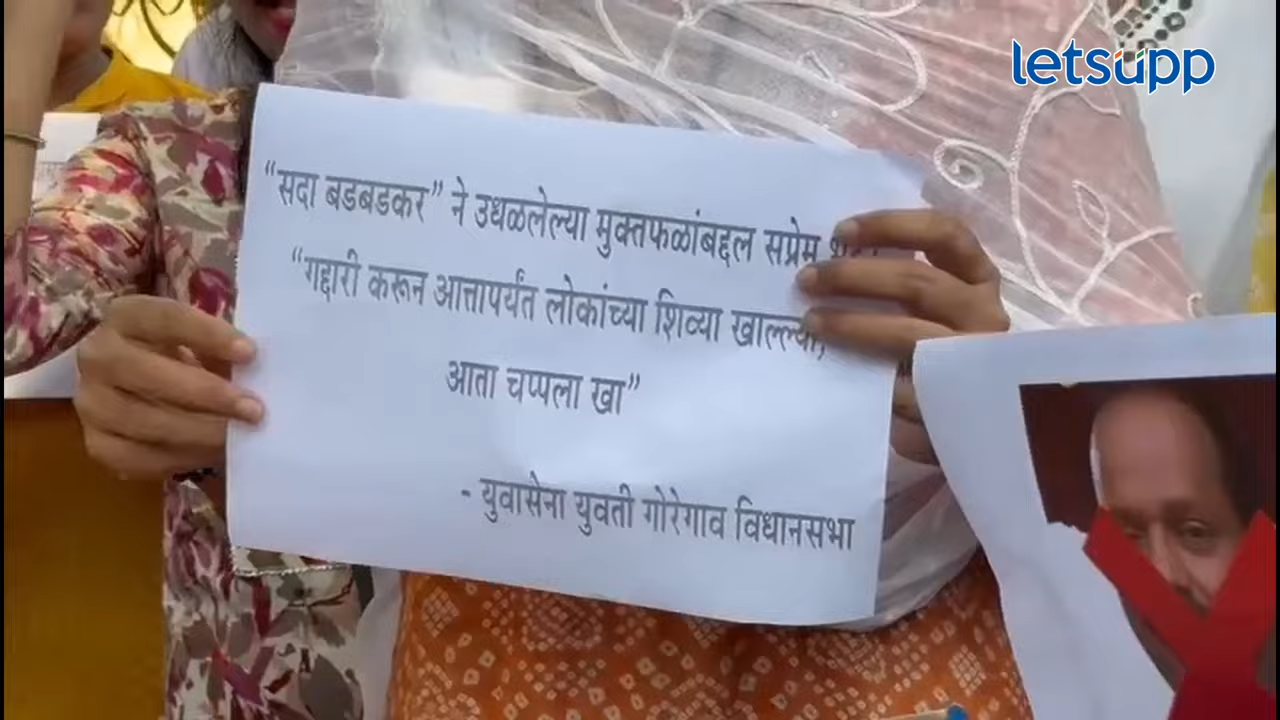 letsupp
“सदा बडबडकर” ने उधळलेल्या मुक्तफळांबद्दल सप्रेम
“गद्दारी करून आत्तापर्यंत लोकांच्या शिव्या खाल्ल्या,
आता चप्पला खा”
- युवासेना युवती गोरेगाव विधानसभा